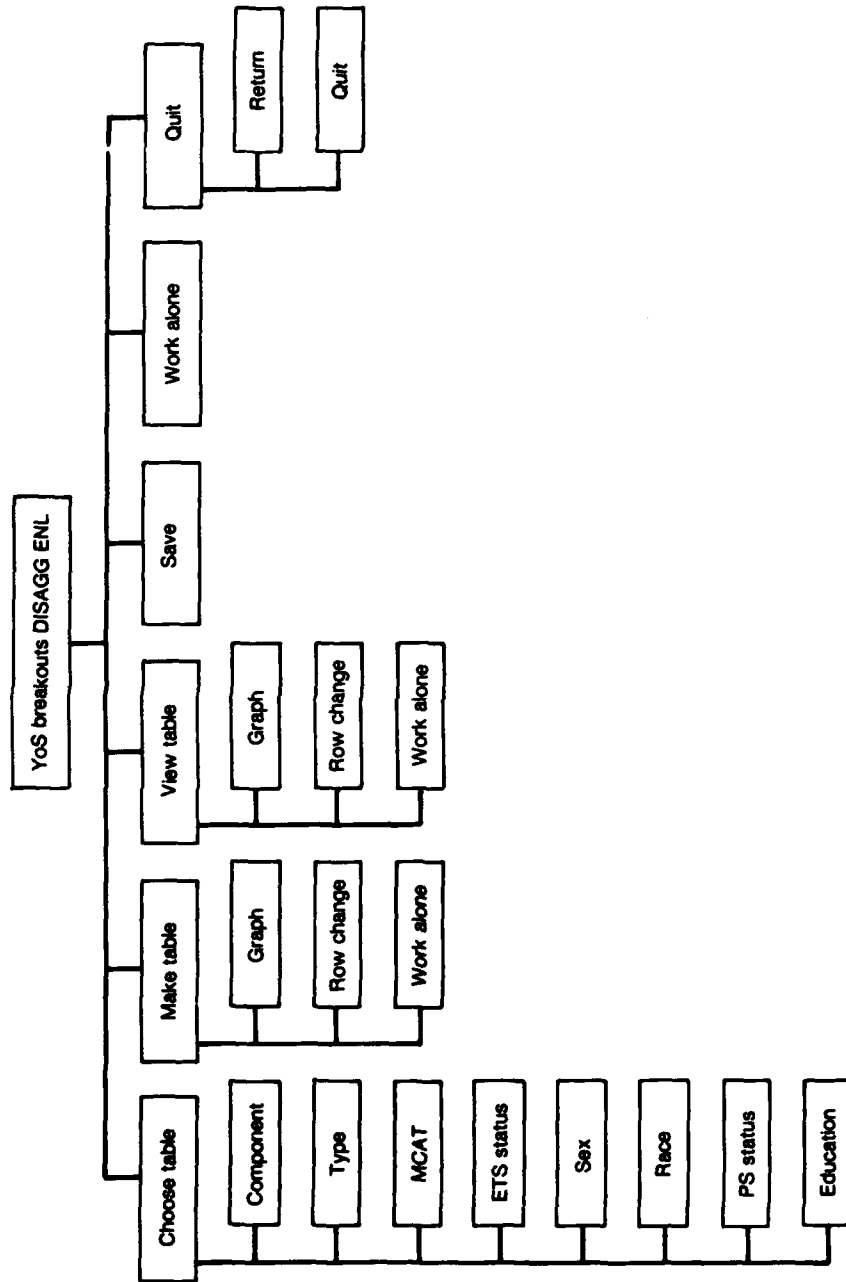 YoS breakouts DISAGG ENL
Choose table
Component
Type
MCAT
ETS status
Sex
Race
PS status
Education
Make table
Graph
Row change
Work alone
View table
Graph
Row change
Work alone
Save
Work alone
Quit
Return
Quit